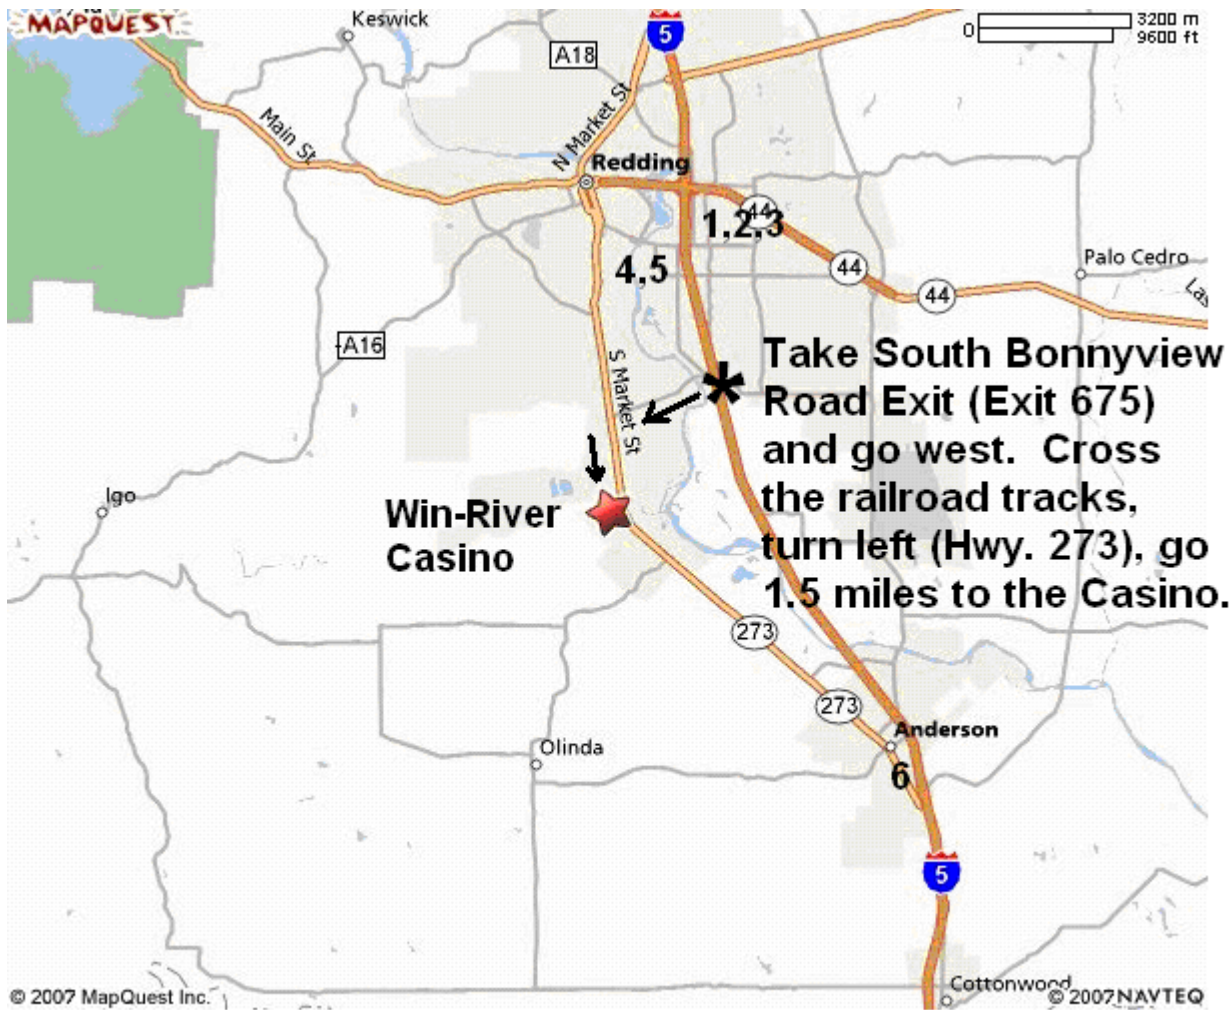 MAPQUEST.
Keswick
5
A18
0
3200 m
9600 ft
Main St
N Market St
Redding
1,2,3
44
4,5
44
44
Palo Cedro
A16
S Market St
Take South Bonnyview
Road Exit (Exit 675)
and go west. Cross
the railroad tracks,
turn left (Hwy. 273), go
1.5 miles to the Casino.
Igo
Win-River
Casino
273
273
Anderson
6
Olinda
5
Cottonwood
© 2007 MapQuest Inc.
© 2007 NAVTEQ